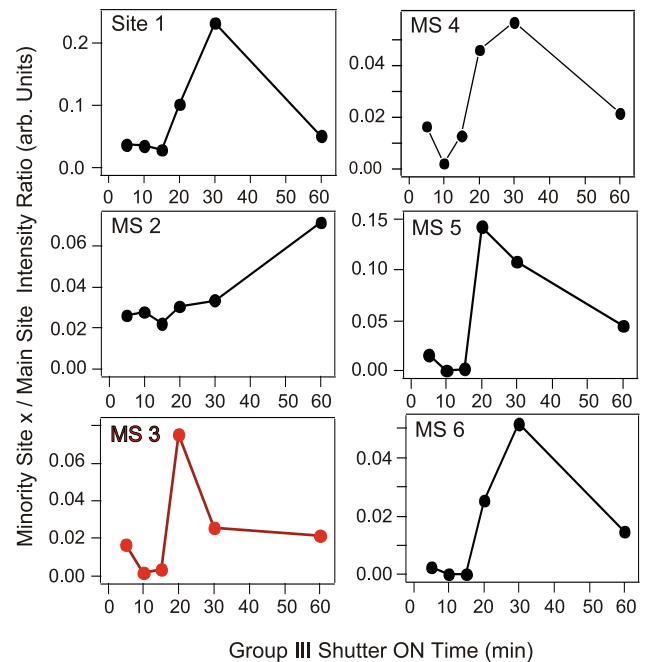 Minority Site x / Main Site Intensity Ratio (arb. Units)
Site 1
0.2
0.1
0.0
0 10 20 30 40 50 60
MS 4
0.04
0.02
0.00
0 10 20 30 40 50 60
MS 2
0.06
0.04
0.02
0.00
0 10 20 30 40 50 60
MS 5
0.15
0.10
0.05
0.00
0 10 20 30 40 50 60
MS 3
0.06
0.04
0.02
0.00
0 10 20 30 40 50 60
MS 6
0.04
0.02
0.00
0 10 20 30 40 50 60
Group III Shutter ON Time (min)